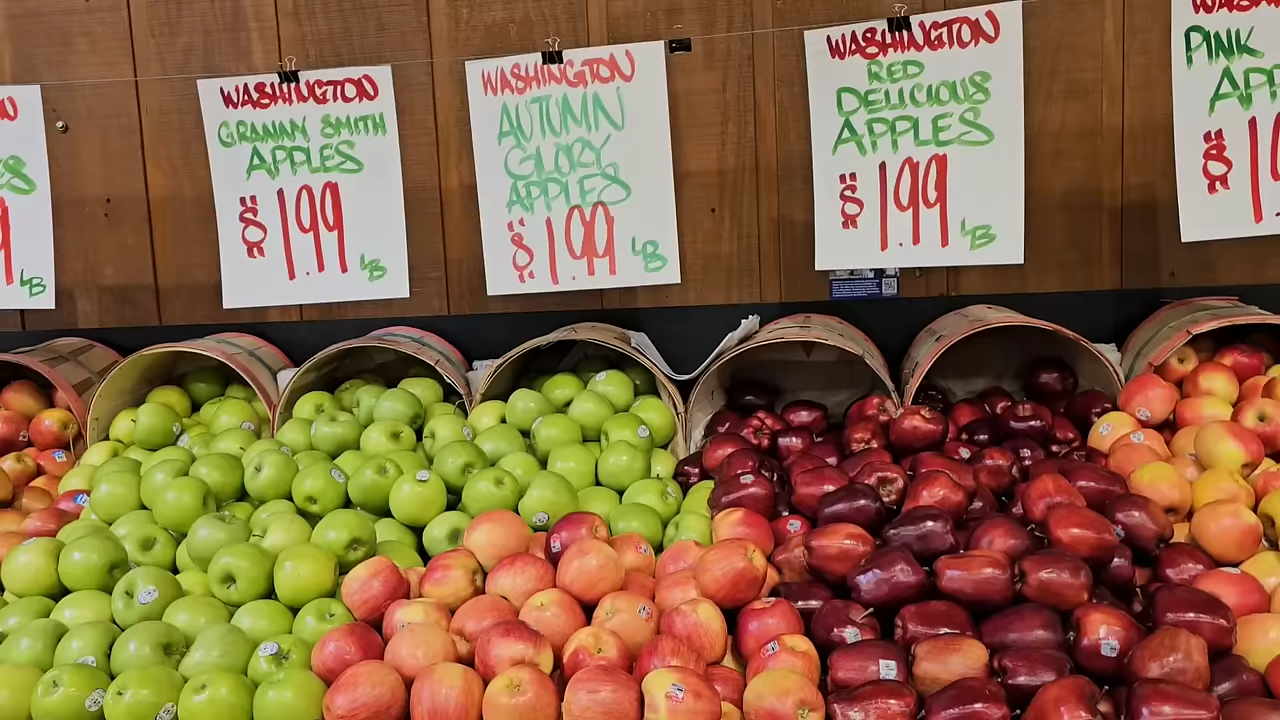 WASHINGTON
GRANNY SMITH
APPLES
$1.99 LB
WASHINGTON
AUTUMN
GLORY
APPLES
$1.99 LB
WASHINGTON
RED
DELICIOUS
APPLES
$1.99 LB
PINK
LB